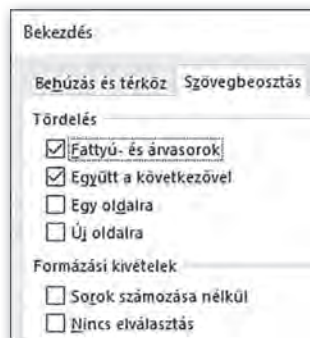 Bekezdés
Behúzás és térköz Szövegbeosztás
Tördelés
Fattyú- és árvasorok
Együtt a következővel
Egy oldalra
Új oldalra
Formázási kivételek
Sorok számozása nélkül
Nincs elválasztás